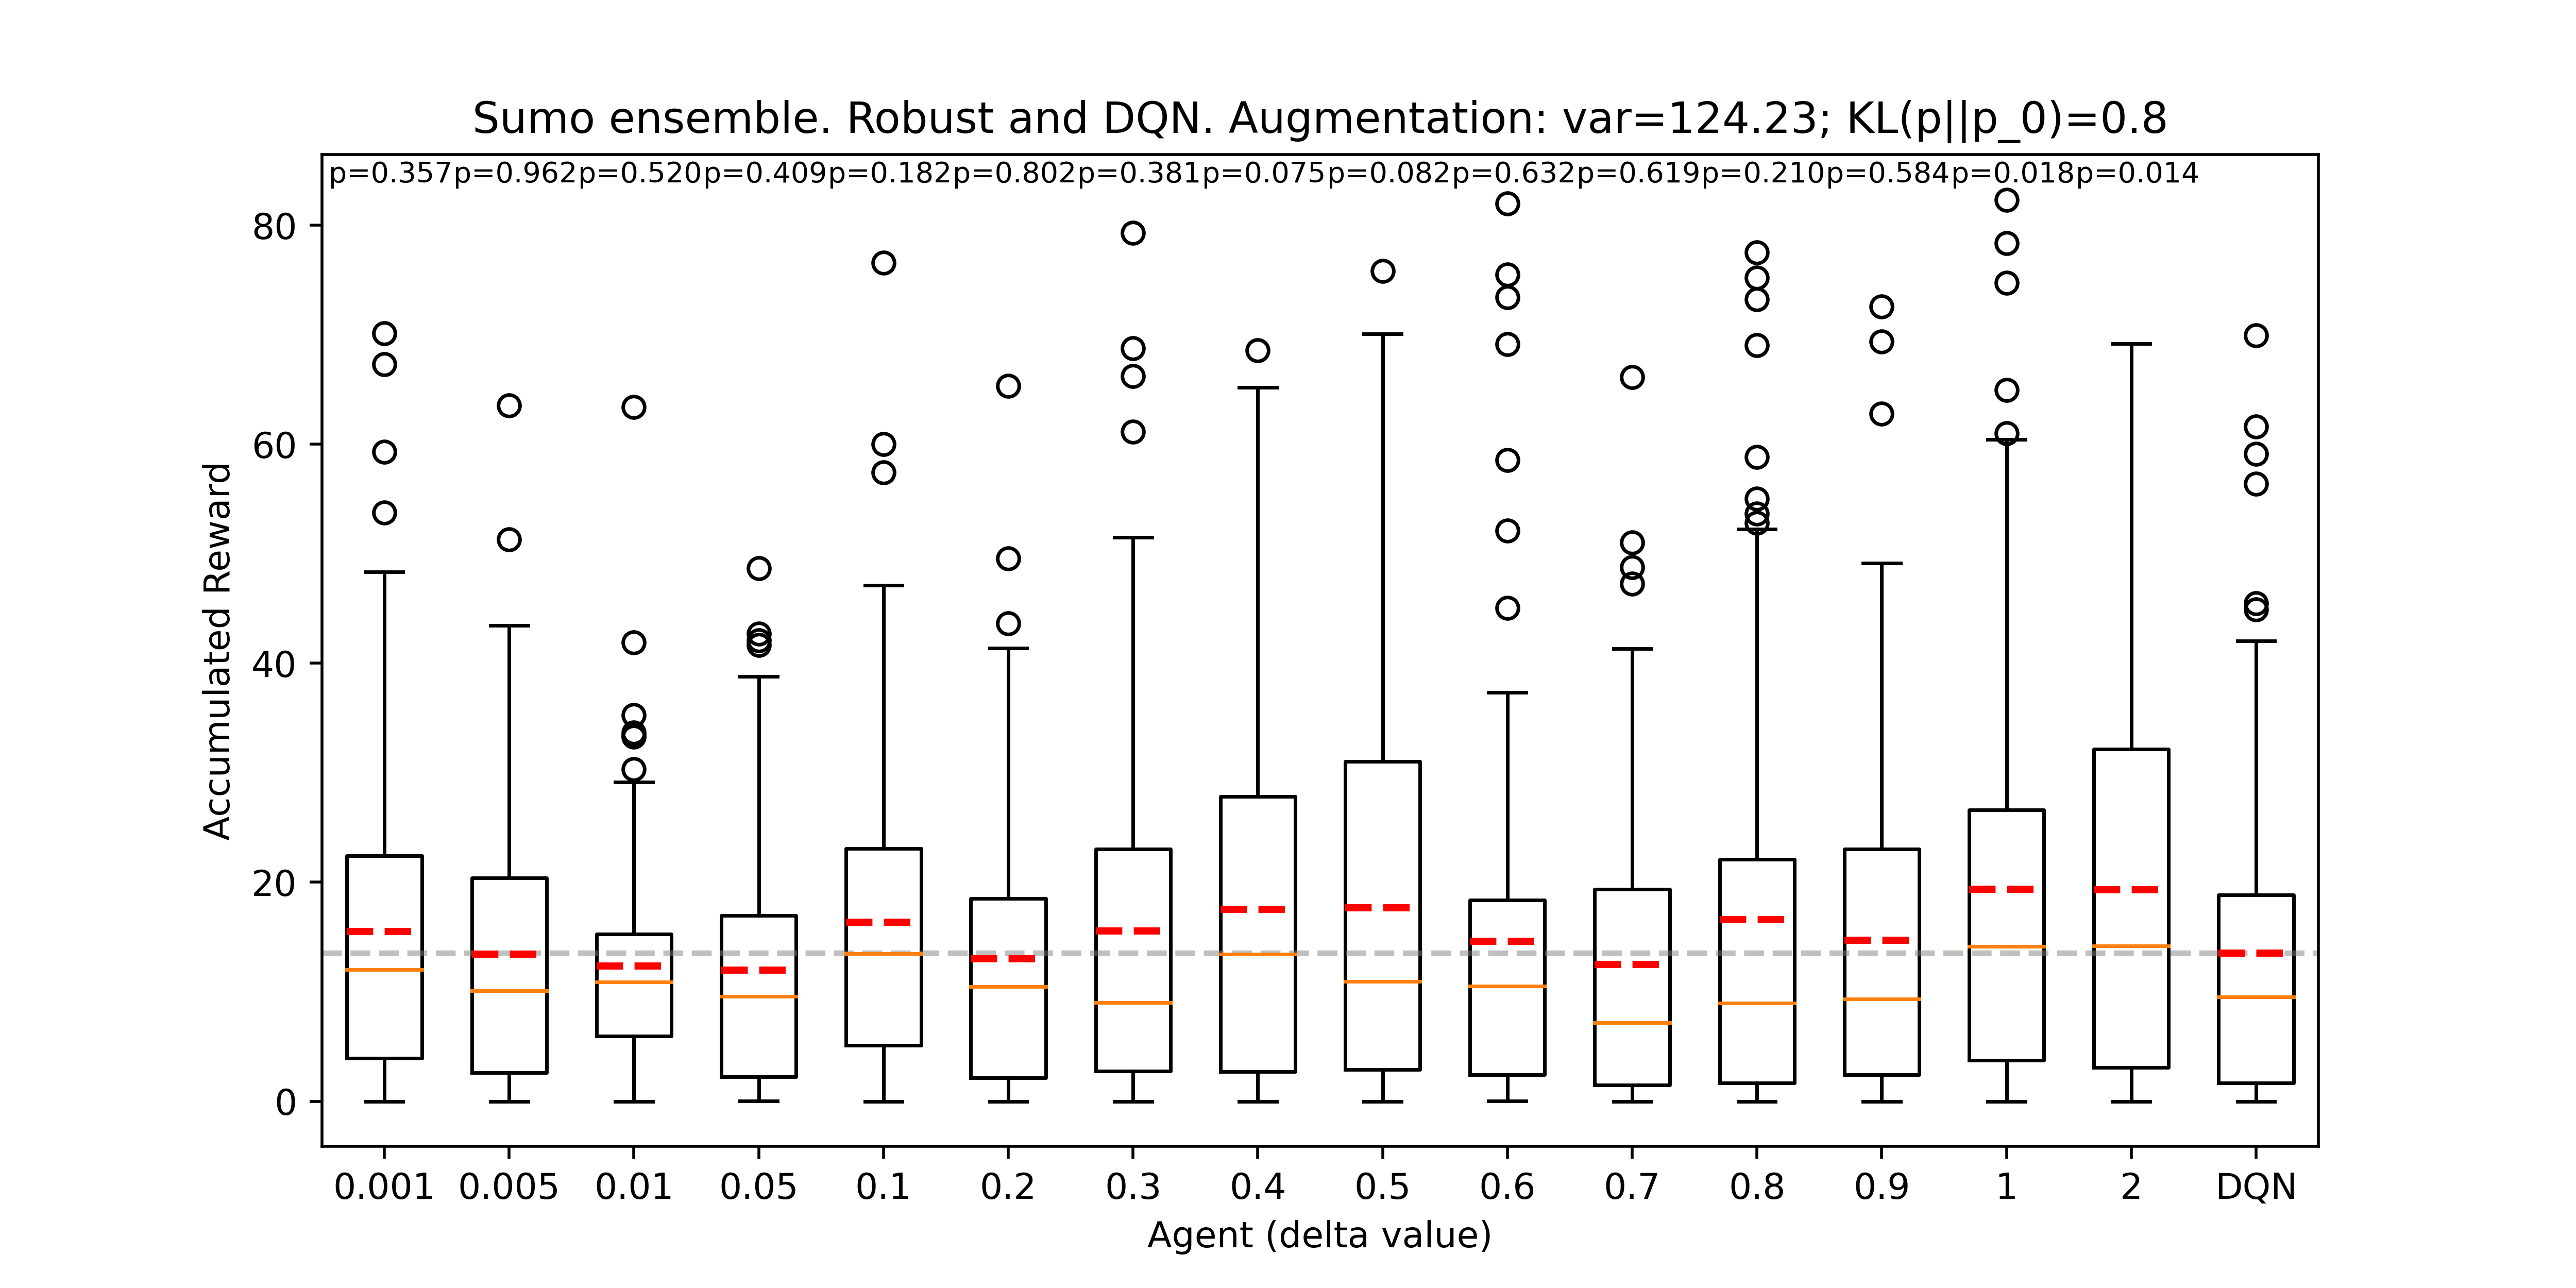 Sumo ensemble. Robust and DQN. Augmentation: var=124.23; KL(p||p_0)=0.8
p=0.357p=0.962p=0.520p=0.409p=0.182p=0.802p=0.381p=0.075p=0.082p=0.632p=0.619p=0.210p=0.584p=0.018p=0.014
80
60
40
20
0
Accumulated Reward
0.001 0.005 0.01 0.05 0.1 0.2 0.3 0.4 0.5 0.6 0.7 0.8 0.9 1 2 DQN
Agent (delta value)